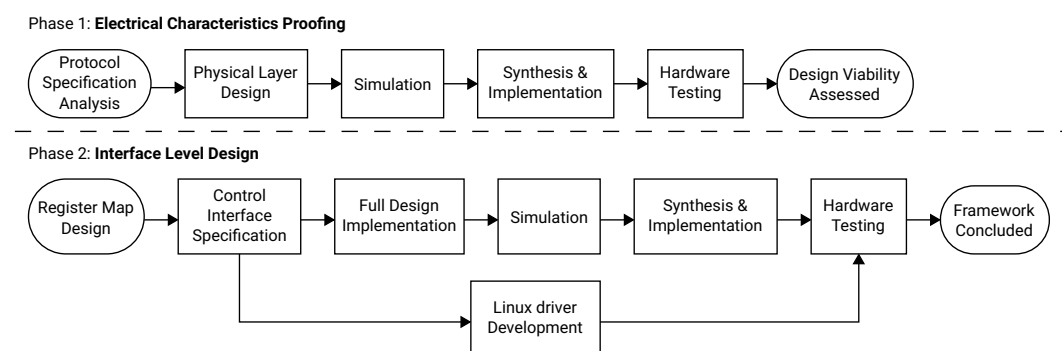 Phase 1: Electrical Characteristics Proofing
Protocol
Specification
Analysis
Physical Layer
Design
Simulation
Synthesis &
Implementation
Hardware
Testing
Design Viability
Assessed
Phase 2: Interface Level Design
Register Map
Design
Control
Interface
Specification
Full Design
Implementation
Simulation
Synthesis &
Implementation
Hardware
Testing
Framework
Concluded
Linux driver
Development